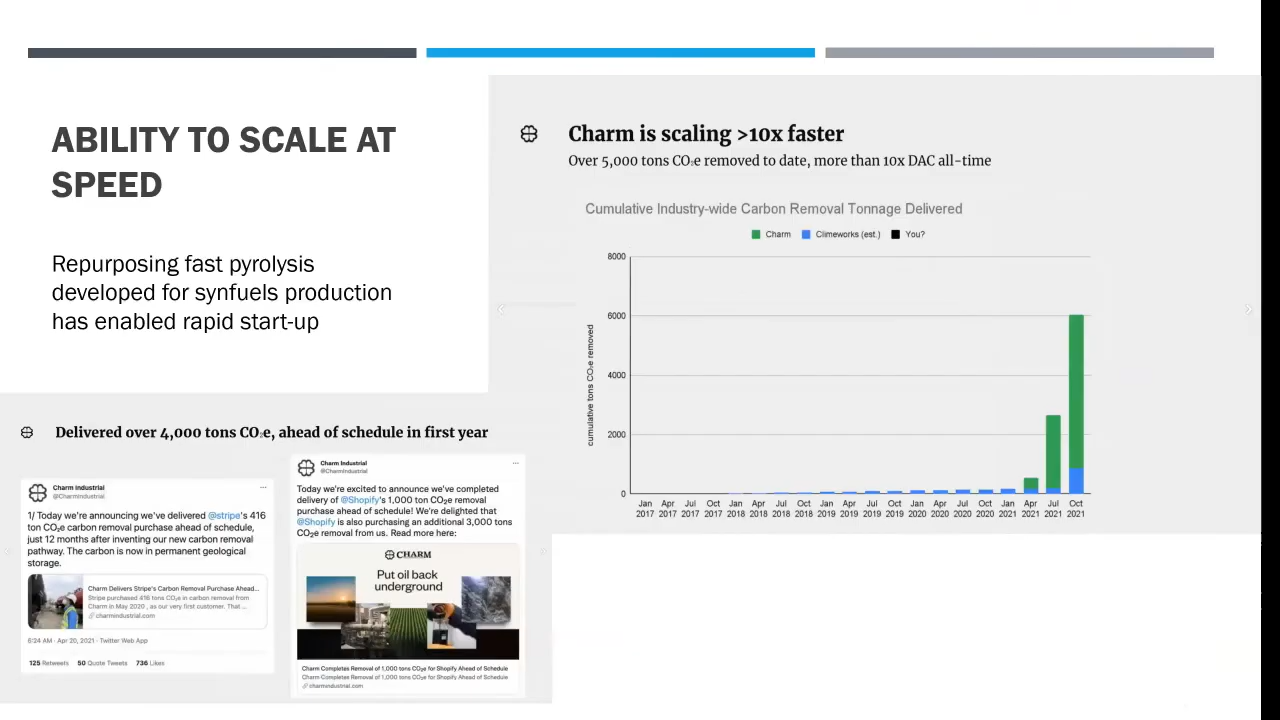 ABILITY TO SCALE AT
SPEED
Repurposing fast pyrolysis
developed for synfuels production
has enabled rapid start-up
Charm is scaling >10x faster
Over 5,000 tons CO₂e removed to date, more than 10x DAC all-time
Cumulative Industry-wide Carbon Removal Tonnage Delivered
Charm Climeworks (est.) You?
cumulative tons CO₂e removed
8000
6000
4000
2000
0
Jan 2017
Apr 2017
Jul 2017
Oct 2017
Jan 2018
Apr 2018
Jul 2018
Oct 2018
Jan 2019
Apr 2019
Jul 2019
Oct 2019
Jan 2020
Apr 2020
Jul 2020
Oct 2020
Jan 2021
Apr 2021
Jul 2021
Oct 2021
Delivered over 4,000 tons CO₂e, ahead of schedule in first year
Charm Industrial
@CharmIndustrial
1/ Today we're announcing we've delivered @stripe's 416
ton CO₂e carbon removal purchase ahead of schedule,
just 12 months after inventing our new carbon removal
pathway. The carbon is now in permanent geological
storage.
Charm Delivers Stripe's Carbon Removal Purchase Ahead...
Stripe purchased 416 tons CO₂e in carbon removal from
Charm in May 2020, as our very first customer. That ...
charmindustrial.com
6:24 AM · Apr 20, 2021 · Twitter Web App
125 Retweets 50 Quote Tweets 736 Likes
Charm Industrial
@CharmIndustrial
Today we're excited to announce we've completed
delivery of @Shopify's 1,000 ton CO₂e removal
purchase ahead of schedule! We're delighted that
@Shopify is also purchasing an additional 3,000 tons
CO₂e removal from us. Read more here:
CHARM
Put oil back
underground
Charm Completes Removal of 1,000 tons CO₂e for Shopify Ahead of Schedule
Charm Completes Removal of 1,000 tons CO₂e for Shopify Ahead of Schedule
charmindustrial.com